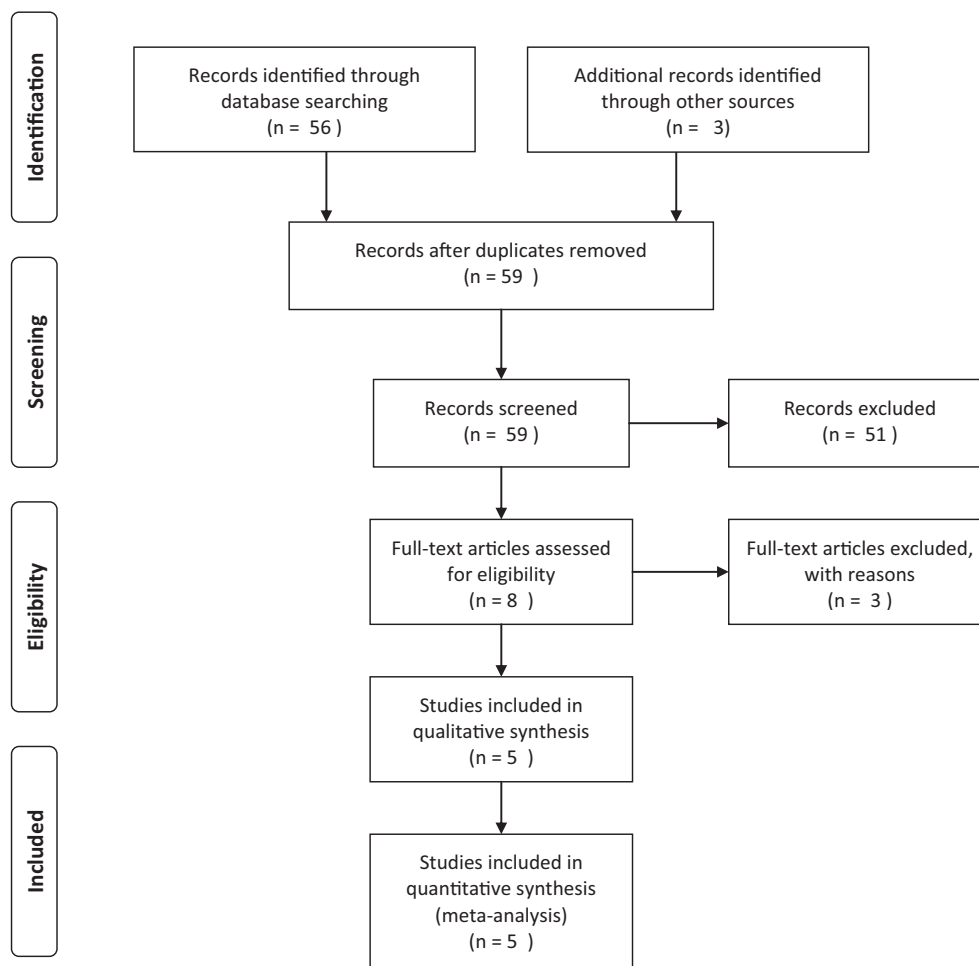 Identification
Records identified through
database searching
(n = 56 )
Additional records identified
through other sources
(n = 3)
Records after duplicates removed
(n = 59 )
Screening
Records screened
(n = 59 )
Records excluded
(n = 51 )
Eligibility
Full-text articles assessed
for eligibility
(n = 8 )
Full-text articles excluded,
with reasons
(n = 3 )
Studies included in
qualitative synthesis
(n = 5 )
Included
Studies included in
quantitative synthesis
(meta-analysis)
(n = 5 )